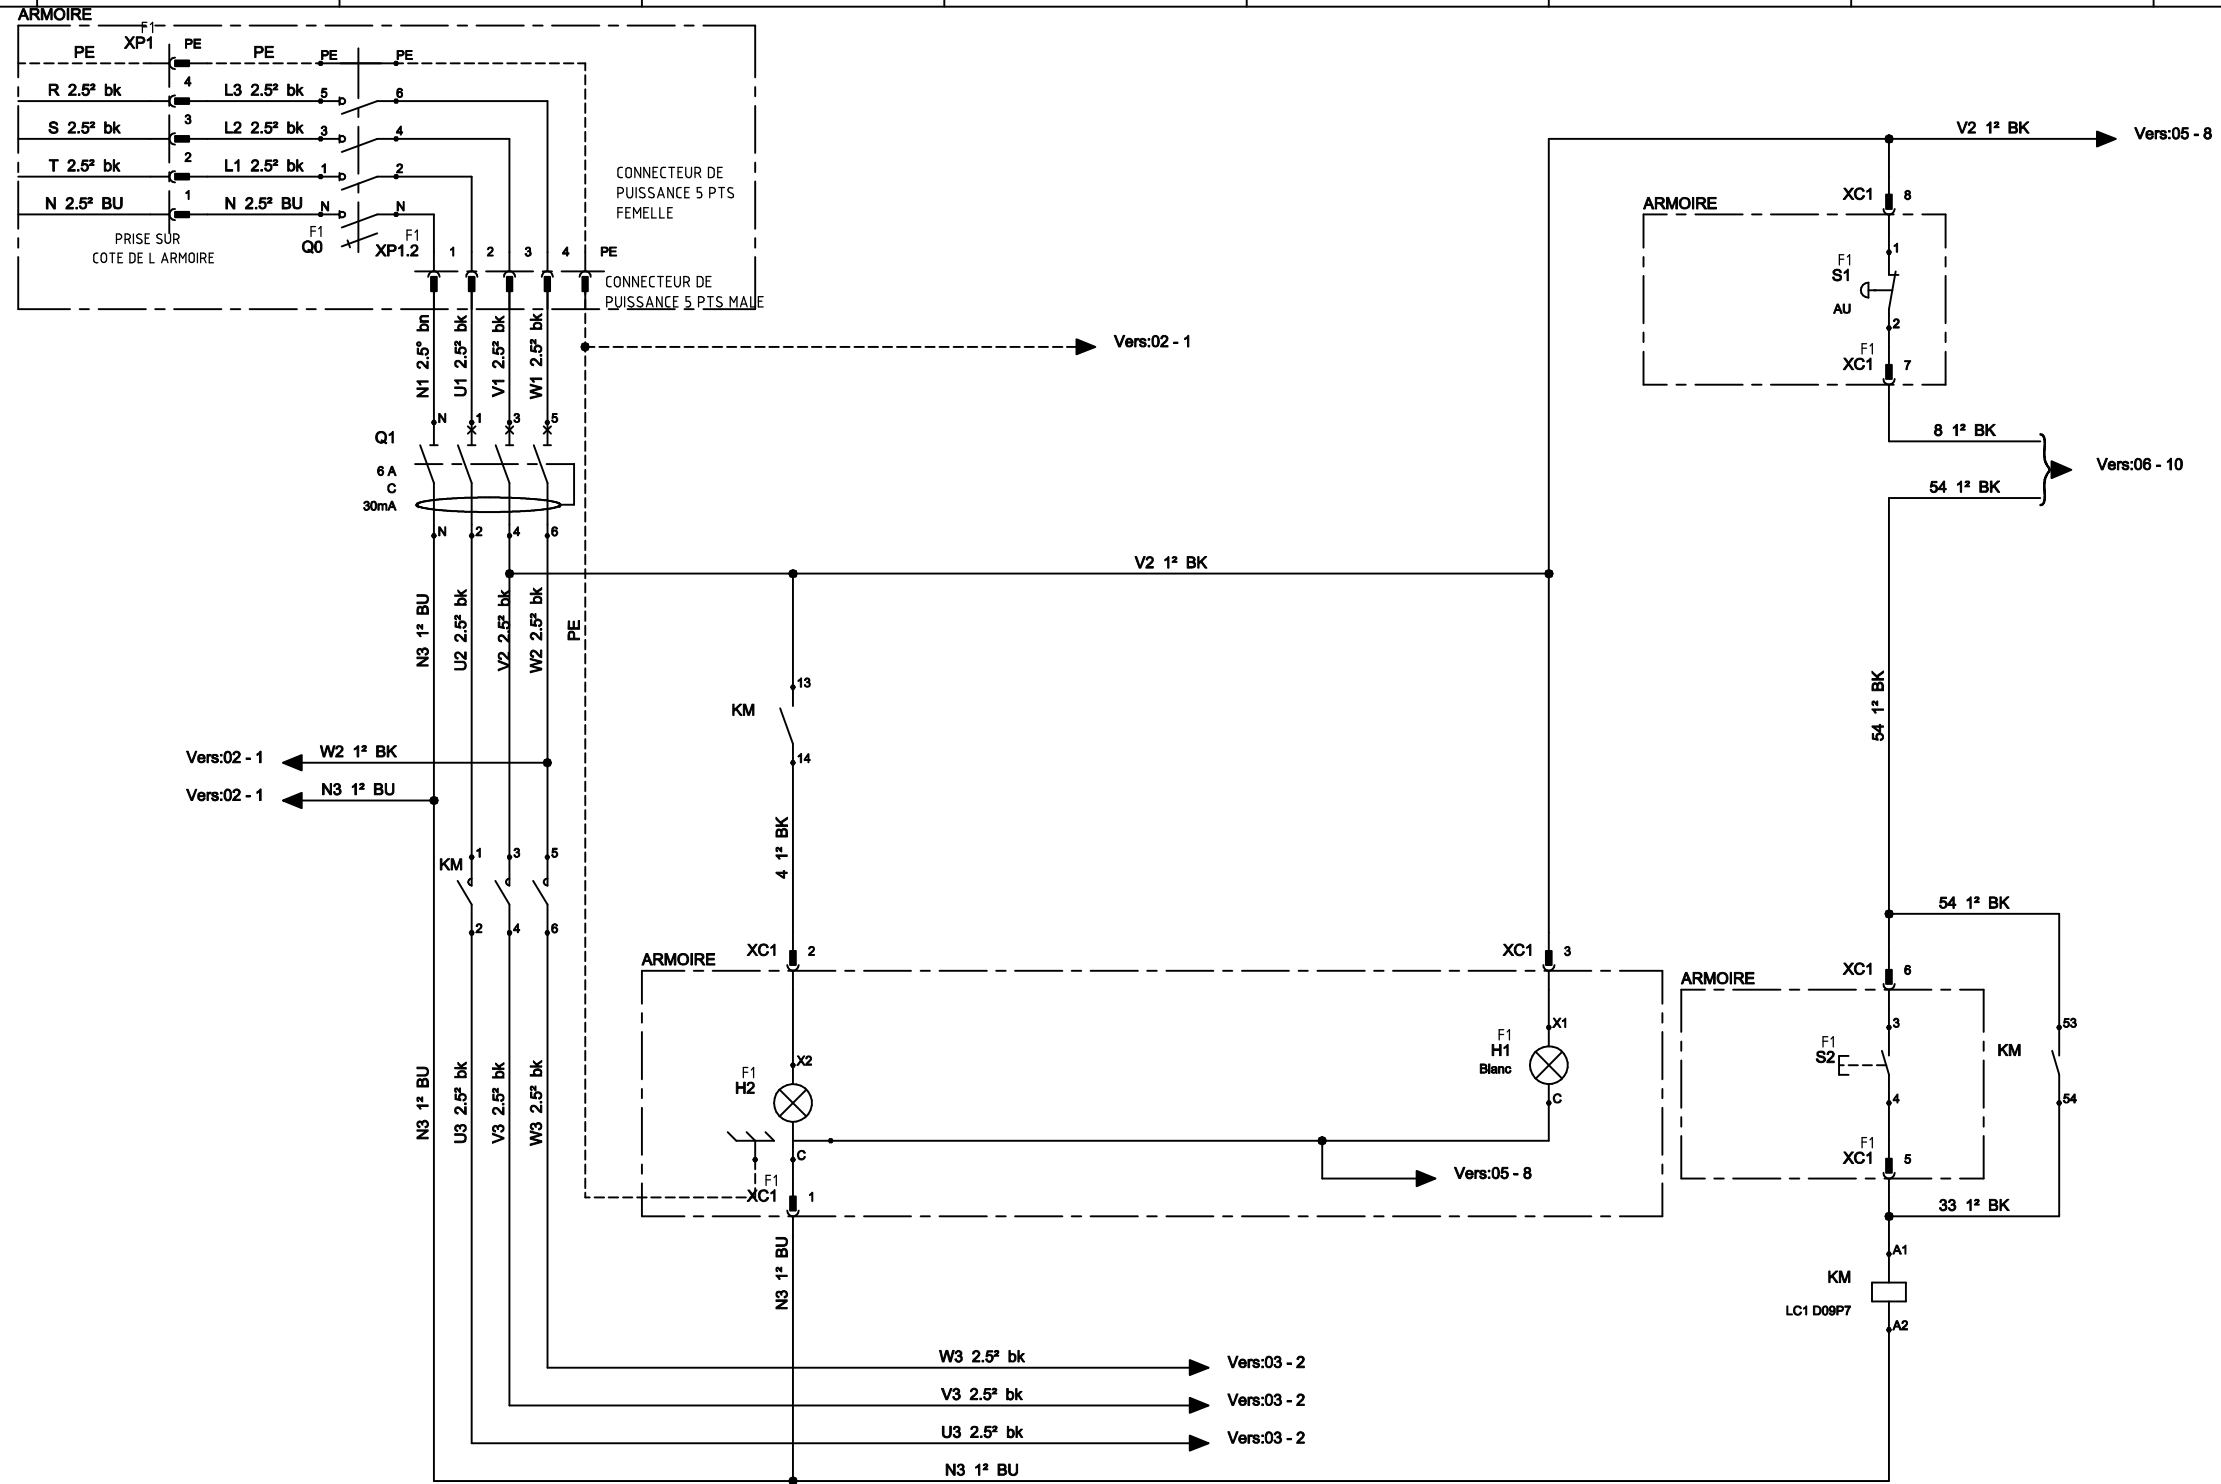 ARMOIRE
F1
XP1
PE
PE
PE
PE
PE
R 2.5² bk
4
L3 2.5² bk
5
6
S 2.5² bk
3
L2 2.5² bk
3
4
T 2.5² bk
2
L1 2.5² bk
1
2
N 2.5² BU
1
N 2.5² BU
N
N
PRISE SUR
COTE DE L ARMOIRE
F1
Q0
F1
XP1.2
1
2
3
4
PE
CONNECTEUR DE
PUISSANCE 5 PTS
FEMELLE
CONNECTEUR DE
PUISSANCE 5 PTS MALE
N1 2.5² bn
U1 2.5² bk
V1 2.5² bk
W1 2.5² bk
Vers:02 - 1
Q1
6 A
C
30mA
N
1
3
5
N
2
4
6
V2 1² BK
N3 1² BU
U2 2.5² bk
V2 2.5² bk
W2 2.5² bk
PE
Vers:02 - 1
W2 1² BK
Vers:02 - 1
N3 1² BU
KM
1
3
5
2
4
6
N3 1² BU
U3 2.5² bk
V3 2.5² bk
W3 2.5² bk
KM
13
14
4 1² BK
ARMOIRE
XC1
2
XC1
3
X2
F1
H2
C
F1
XC1
1
X1
F1
H1
Blanc
C
Vers:05 - 8
N3 1² BU
W3 2.5² bk
Vers:03 - 2
V3 2.5² bk
Vers:03 - 2
U3 2.5² bk
Vers:03 - 2
N3 1² BU
V2 1² BK
Vers:05 - 8
ARMOIRE
XC1
8
1
F1
S1
AU
2
F1
XC1
7
8 1² BK
Vers:06 - 10
54 1² BK
54 1² BK
54 1² BK
ARMOIRE
XC1
6
3
F1
S2
4
F1
XC1
5
KM
53
54
33 1² BK
A1
KM
LC1 D09P7
A2